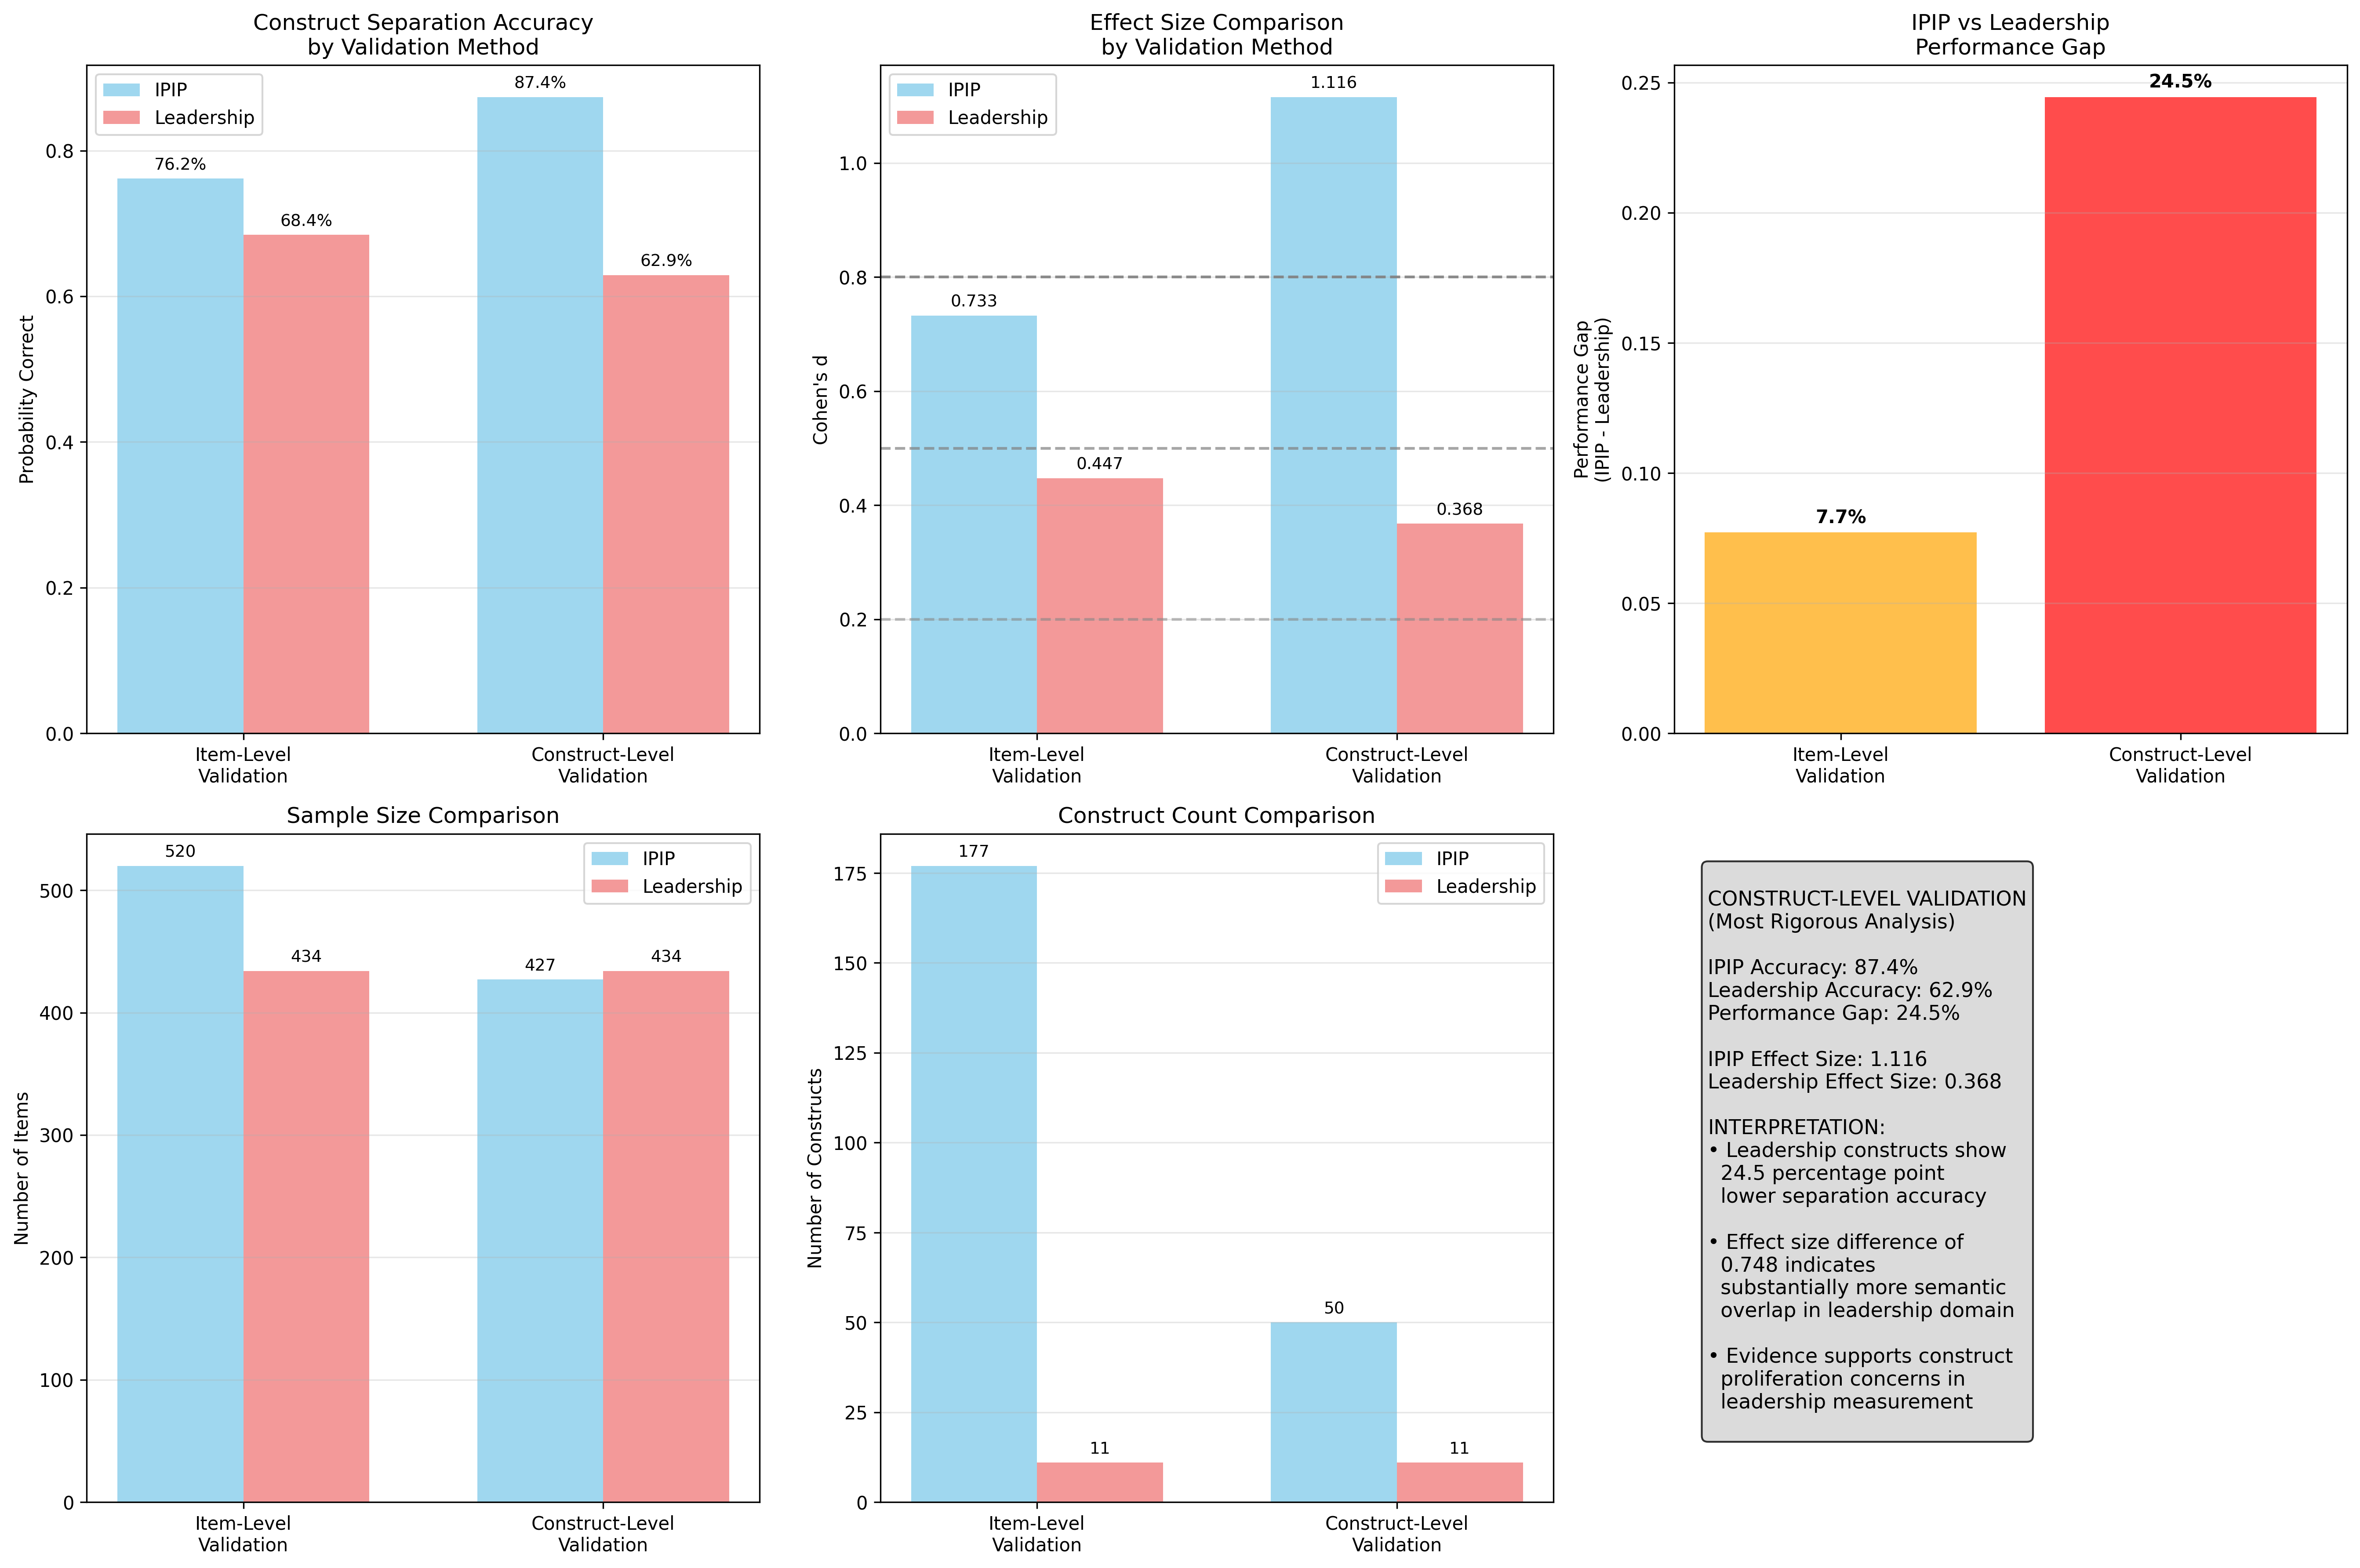 Construct Separation Accuracy
by Validation Method
IPIP
Leadership
76.2%
68.4%
87.4%
62.9%
0.8
0.6
0.4
0.2
0.0
Probability Correct
Item-Level
Validation
Construct-Level
Validation
Effect Size Comparison
by Validation Method
IPIP
Leadership
0.733
0.447
1.116
0.368
1.0
0.8
0.6
0.4
0.2
0.0
Cohen's d
Item-Level
Validation
Construct-Level
Validation
IPIP vs Leadership
Performance Gap
7.7%
24.5%
0.25
0.20
0.15
0.10
0.05
0.00
Performance Gap
(IPIP - Leadership)
Item-Level
Validation
Construct-Level
Validation
Sample Size Comparison
IPIP
Leadership
520
434
427
434
500
400
300
200
100
0
Number of Items
Item-Level
Validation
Construct-Level
Validation
Construct Count Comparison
IPIP
Leadership
177
11
50
11
175
150
125
100
75
50
25
0
Number of Constructs
Item-Level
Validation
Construct-Level
Validation
CONSTRUCT-LEVEL VALIDATION
(Most Rigorous Analysis)
IPIP Accuracy: 87.4%
Leadership Accuracy: 62.9%
Performance Gap: 24.5%
IPIP Effect Size: 1.116
Leadership Effect Size: 0.368
INTERPRETATION:
• Leadership constructs show
24.5 percentage point
lower separation accuracy
• Effect size difference of
0.748 indicates
substantially more semantic
overlap in leadership domain
• Evidence supports construct
proliferation concerns in
leadership measurement